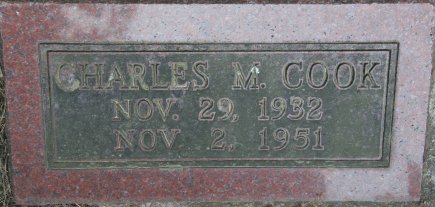 CHARLES M. COOK
NOV. 29, 1932
NOV. 2, 1951